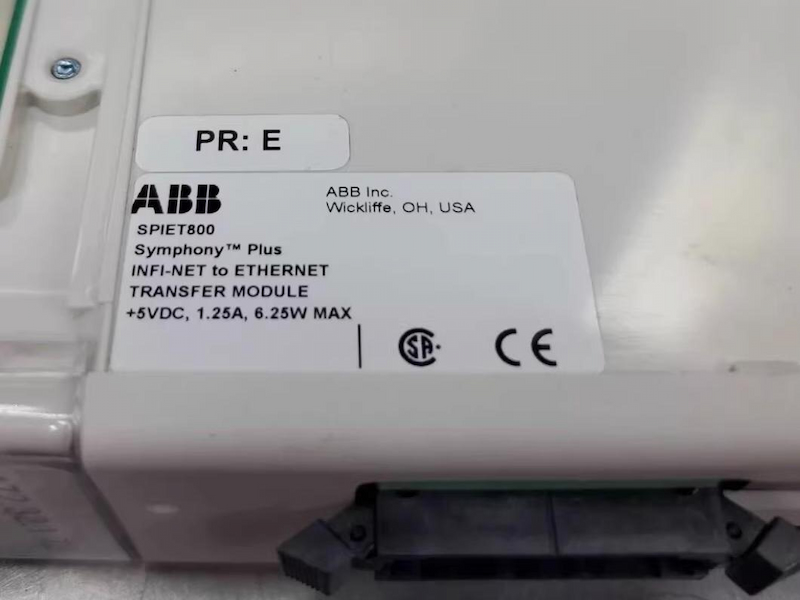 PR: E
ABB
ABB Inc.
Wickliffe, OH, USA
SPIET800
Symphony™ Plus
INFI-NET to ETHERNET
TRANSFER MODULE
+5VDC, 1.25A, 6.25W MAX
SA
CE